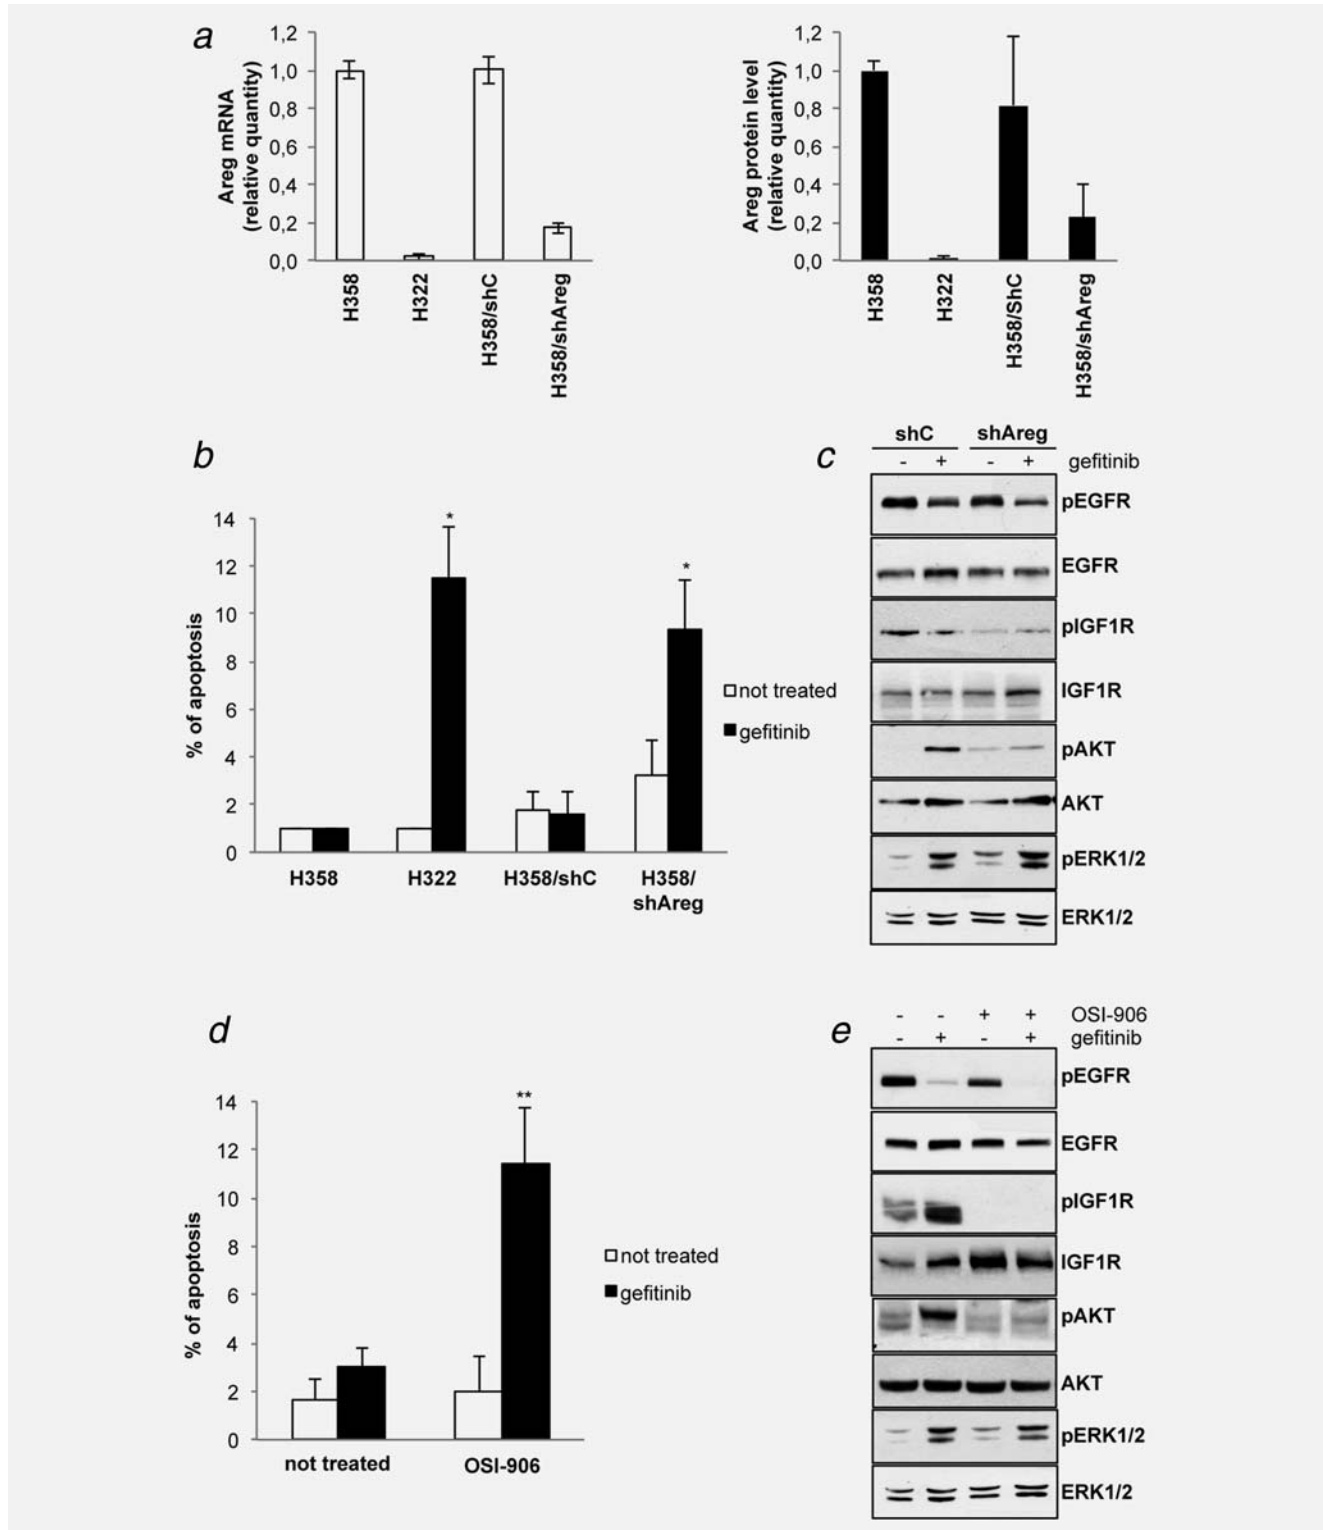 a
Areg mRNA
(relative quantity)
1,2
1,0
0,8
0,6
0,4
0,2
0,0
H358
H322
H358/shC
H358/shAreg
Areg protein level
(relative quantity)
1,2
1,0
0,8
0,6
0,4
0,2
0,0
H358
H322
H358/ShC
H358/shAreg
b
% of apoptosis
14
12
10
8
6
4
2
0
*
*
H358
H322
H358/shC
H358/
shAreg
not treated
gefitinib
c
shC shAreg
- + - + gefitinib
pEGFR
EGFR
pIGF1R
IGF1R
pAKT
AKT
pERK1/2
ERK1/2
d
% of apoptosis
14
12
10
8
6
4
2
0
**
not treated
OSI-906
not treated
gefitinib
e
- - + + OSI-906
- + - + gefitinib
pEGFR
EGFR
pIGF1R
IGF1R
pAKT
AKT
pERK1/2
ERK1/2